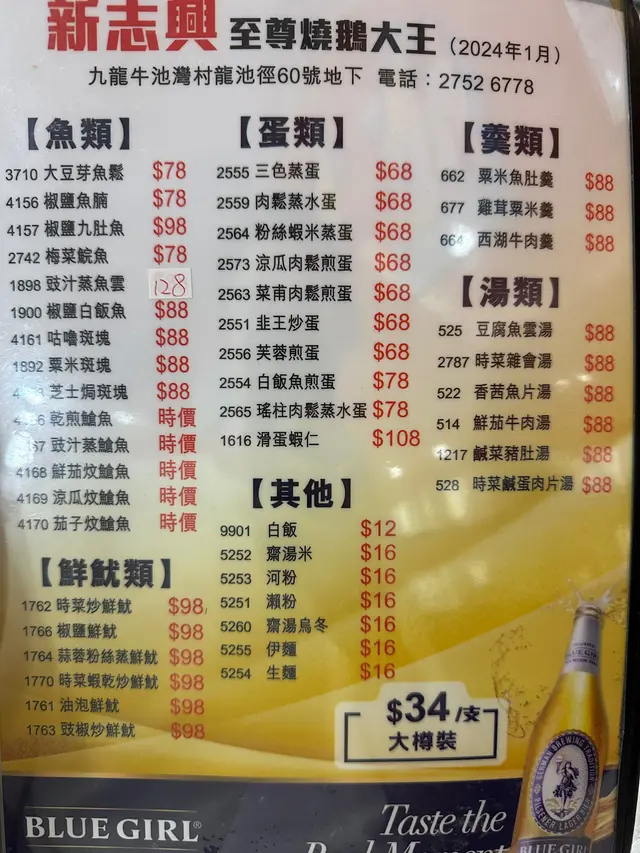 新志興 至尊燒鵝大王（2024年1月）
九龍牛池灣村龍池徑60號地下 電話：2752 6778
【魚類】
3710 大豆芽魚鬆 $78
4156 椒鹽魚腩 $78
4157 椒鹽九肚魚 $98
2742 梅菜鯇魚 $78
1898 豉汁蒸魚雲 128
1900 椒鹽白飯魚 $88
4161 咕嚕斑塊 $88
1892 粟米斑塊 $88
芝士焗斑塊 $88
乾煎鱠魚 時價
豉汁蒸鱠魚 時價
4168 鮮茄炆鱠魚 時價
4169 涼瓜炆鱠魚 時價
4170 茄子炆鱠魚 時價
【鮮魷類】
1762 時菜炒鮮魷 $98
1766 椒鹽鮮魷 $98
1764 蒜蓉粉絲蒸鮮魷 $98
1770 時菜蝦乾炒鮮魷 $98
1761 油泡鮮魷 $98
1763 豉椒炒鮮魷 $98
【蛋類】
2555 三色蒸蛋 $68
2559 肉鬆蒸水蛋 $68
2564 粉絲蝦米蒸蛋 $68
2573 涼瓜肉鬆煎蛋 $68
2563 菜甫肉鬆煎蛋 $68
2551 韭王炒蛋 $68
2556 芙蓉煎蛋 $68
2554 白飯魚煎蛋 $78
2565 瑤柱肉鬆蒸水蛋 $78
1616 滑蛋蝦仁 $108
【其他】
9901 白飯 $12
5252 齋湯米 $16
5253 河粉 $16
5251 瀨粉 $16
5260 齋湯烏冬 $16
5255 伊麵 $16
5254 生麵 $16
【羹類】
662 粟米魚肚羹 $88
677 雞茸粟米羹 $88
664 西湖牛肉羹 $88
【湯類】
525 豆腐魚雲湯 $88
2787 時菜雜會湯 $88
522 香茜魚片湯 $88
514 鮮茄牛肉湯 $88
1217 鹹菜豬肚湯 $88
528 時菜鹹蛋肉片湯 $88
$34/支
大樽裝
BLUE GIRL®
Taste the
BLUE GIRL
GERMAN BREWING TRADITION
PILSENER LAGER BEER
BLUE GIRL